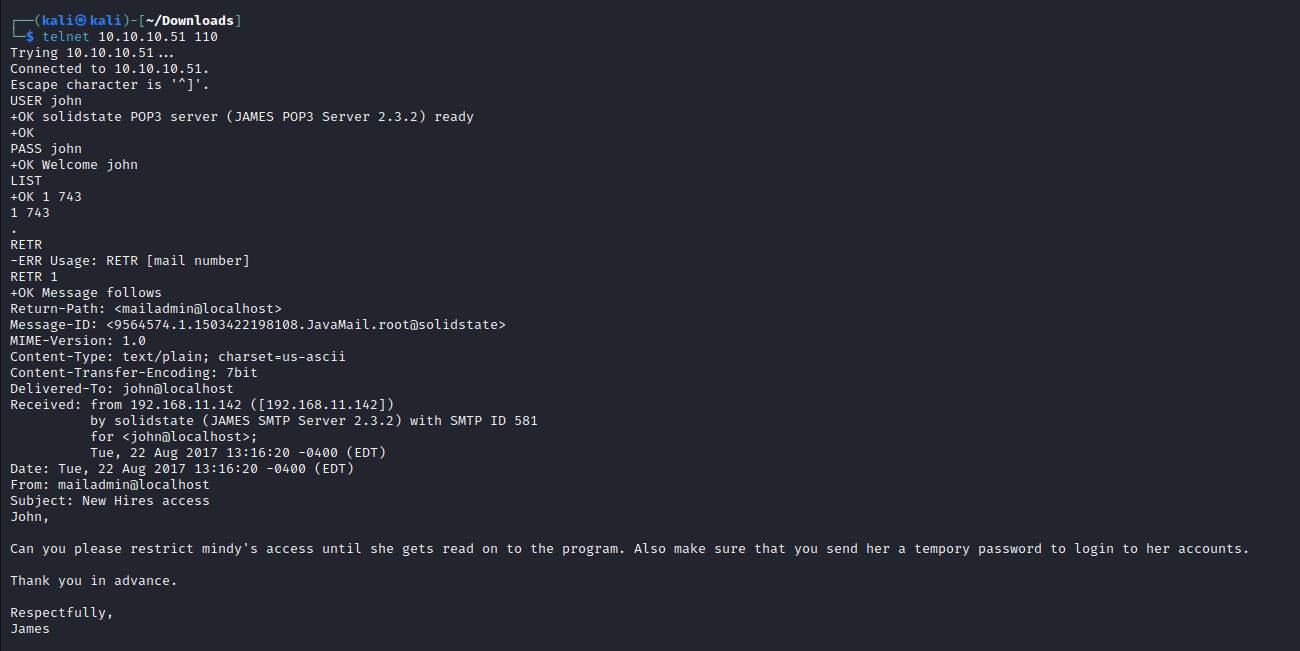 ┌──(kali㉿kali)-[~/Downloads]
└─$ telnet 10.10.10.51 110
Trying 10.10.10.51...
Connected to 10.10.10.51.
Escape character is '^]'.
USER john
+OK solidstate POP3 server (JAMES POP3 Server 2.3.2) ready
+OK
PASS john
+OK Welcome john
LIST
+OK 1 743
1 743
.
RETR
-ERR Usage: RETR [mail number]
RETR 1
+OK Message follows
Return-Path: <mailadmin@localhost>
Message-ID: <9564574.1.1503422198108.JavaMail.root@solidstate>
MIME-Version: 1.0
Content-Type: text/plain; charset=us-ascii
Content-Transfer-Encoding: 7bit
Delivered-To: john@localhost
Received: from 192.168.11.142 ([192.168.11.142])
          by solidstate (JAMES SMTP Server 2.3.2) with SMTP ID 581
          for <john@localhost>;
          Tue, 22 Aug 2017 13:16:20 -0400 (EDT)
Date: Tue, 22 Aug 2017 13:16:20 -0400 (EDT)
From: mailadmin@localhost
Subject: New Hires access
John,
Can you please restrict mindy's access until she gets read on to the program. Also make sure that you send her a tempory password to login to her accounts.
Thank you in advance.
Respectfully,
James